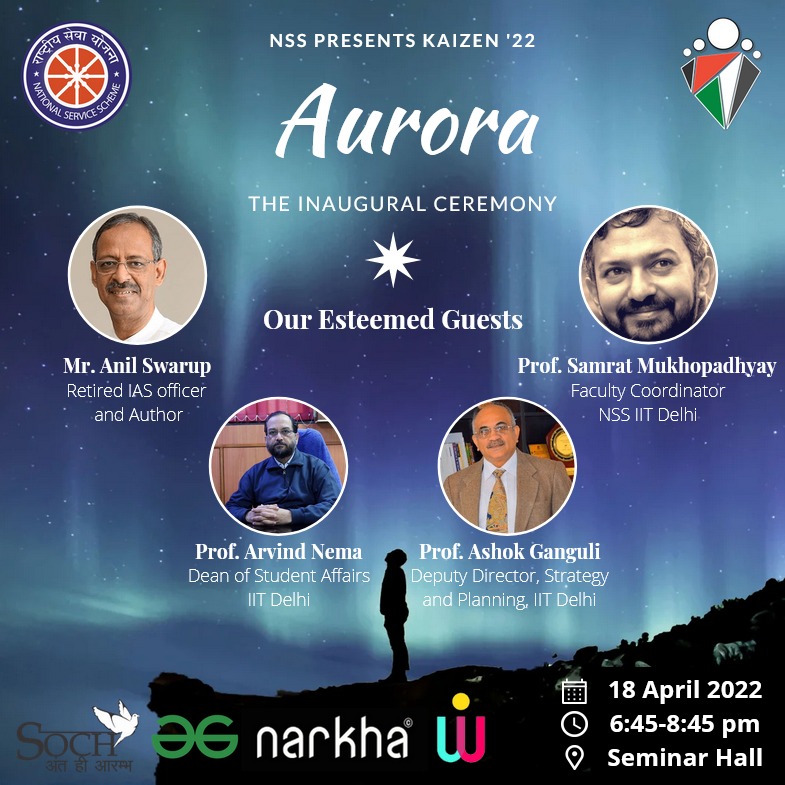 राष्ट्रीय सेवा योजना
NATIONAL SERVICE SCHEME
NSS PRESENTS KAIZEN '22
Aurora
THE INAUGURAL CEREMONY
Our Esteemed Guests
Mr. Anil Swarup
Retired IAS officer
and Author
Prof. Samrat Mukhopadhyay
Faculty Coordinator
NSS IIT Delhi
Prof. Arvind Nema
Dean of Student Affairs
IIT Delhi
Prof. Ashok Ganguli
Deputy Director, Strategy
and Planning, IIT Delhi
18 April 2022
6:45-8:45 pm
Seminar Hall
SOCH
अंत ही आरम्भ
narkha©